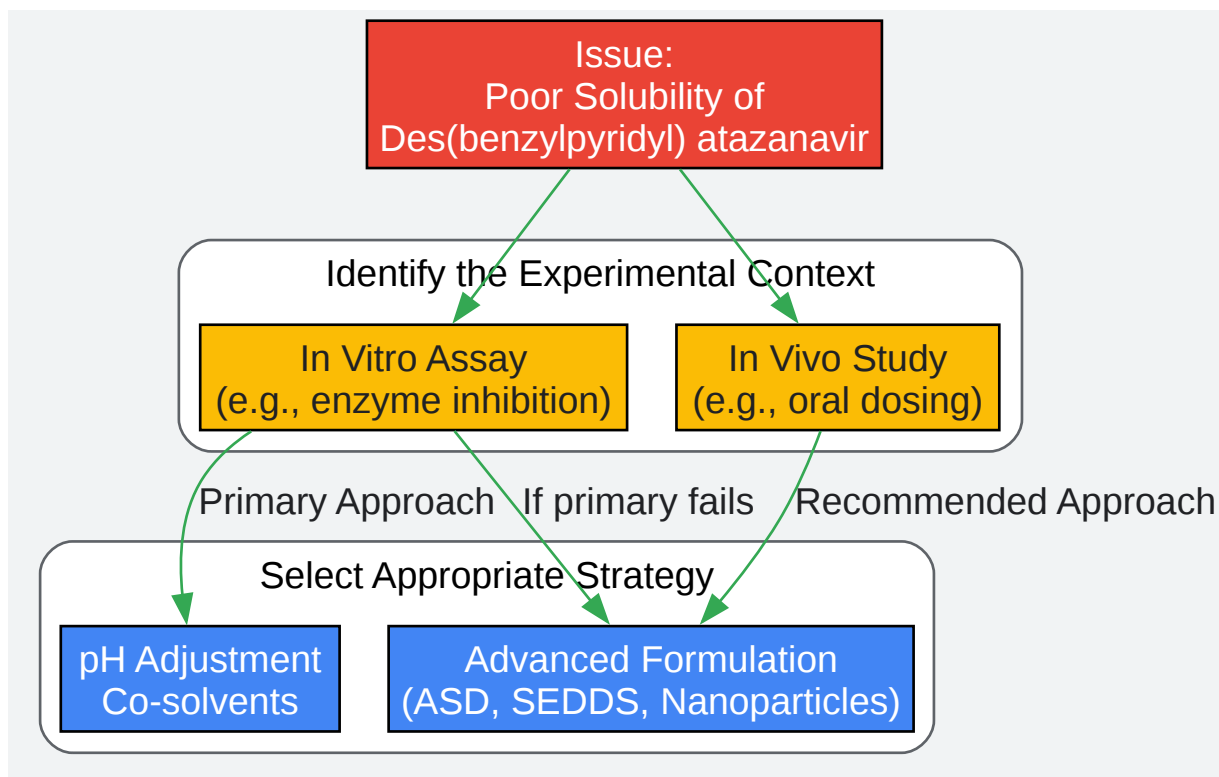 Issue:
Poor Solubility of
Des(benzylpyridyl) atazanavir
Identify the Experimental Context
In Vitro Assay
(e.g., enzyme inhibition)
In Vivo Study
(e.g., oral dosing)
Primary Approach
If primary fails
Recommended Approach
Select Appropriate Strategy
pH Adjustment
Co-solvents
Advanced Formulation
(ASD, SEDDS, Nanoparticles)